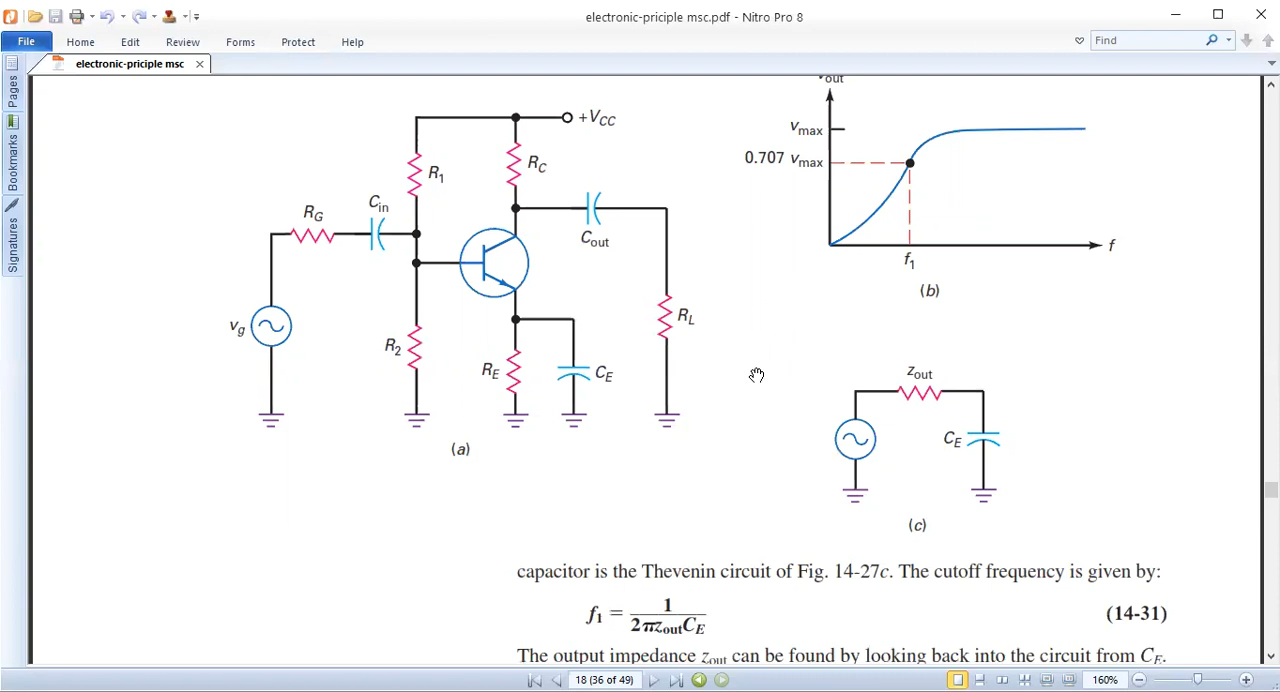 electronic-priciple msc.pdf - Nitro Pro 8
File Home Edit Review Forms Protect Help
Find
electronic-priciple msc
Pages
Bookmarks
Signatures
+VCC
R1
RC
Cin
RG
Cout
vg
R2
RE
CE
RL
(a)
vout
vmax
0.707 vmax
f1
f
(b)
zout
CE
(c)
capacitor is the Thevenin circuit of Fig. 14-27c. The cutoff frequency is given by:
f1 = 1 / 2πzoutCE (14-31)
The output impedance zout can be found by looking back into the circuit from CE.
18 (36 of 49)
160%